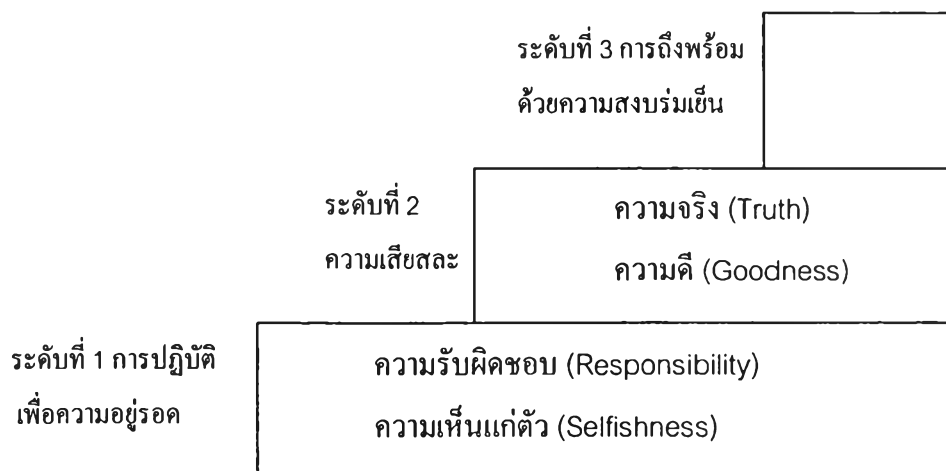 ระดับที่ 3 การถึงพร้อม
ด้วยความสงบร่มเย็น
ระดับที่ 2
ความเสียสละ
ความจริง (Truth)
ความดี (Goodness)
ระดับที่ 1 การปฏิบัติ
เพื่อความอยู่รอด
ความรับผิดชอบ (Responsibility)
ความเห็นแก่ตัว (Selfishness)